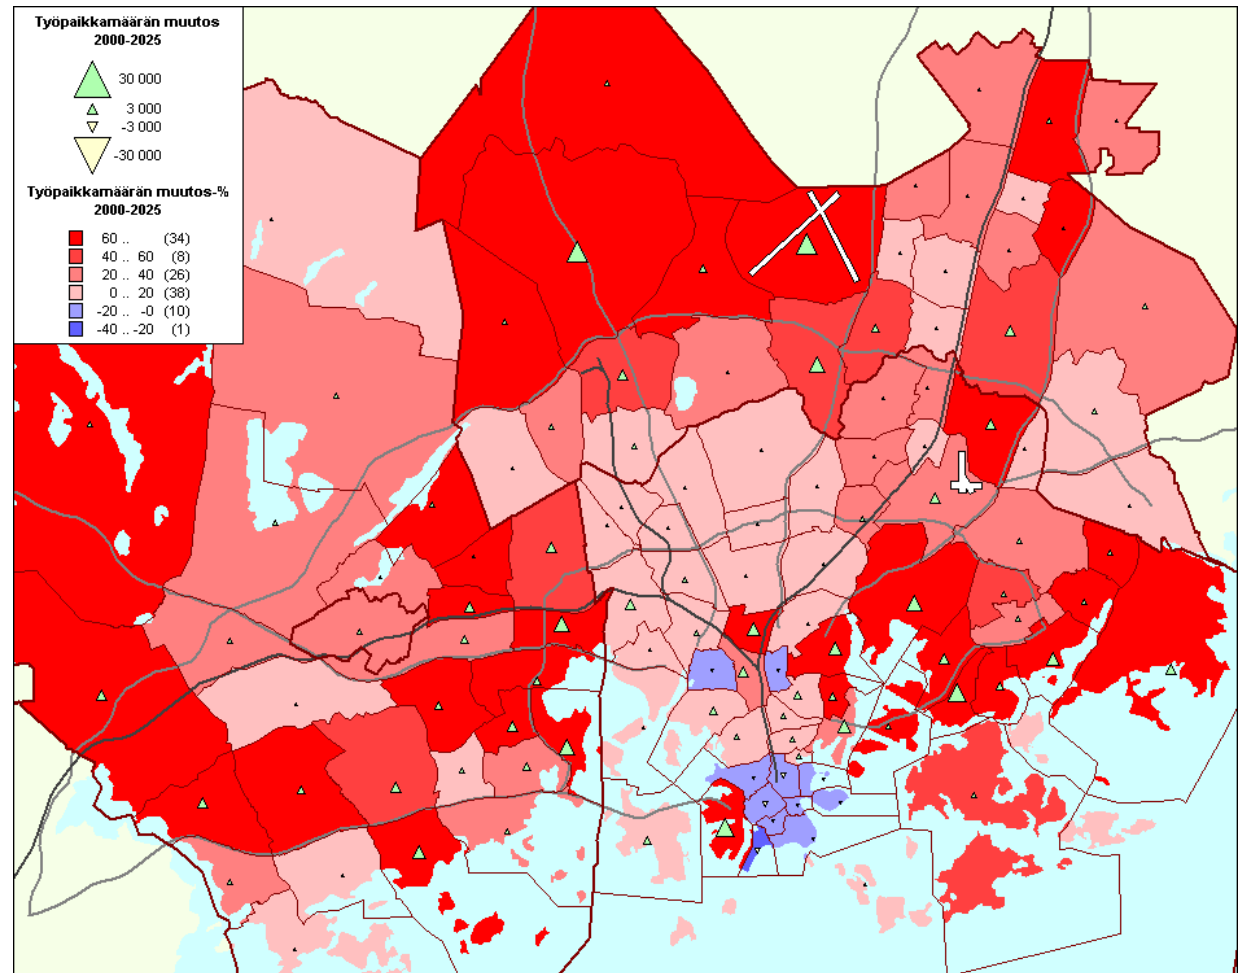 Työpaikkamäärän muutos
2000-2025
30 000
3 000
-3 000
-30 000
Työpaikkamäärän muutos-%
2000-2025
60 .. (34)
40 .. 60 (8)
20 .. 40 (26)
0 .. 20 (38)
-20 .. -0 (10)
-40 .. -20 (1)